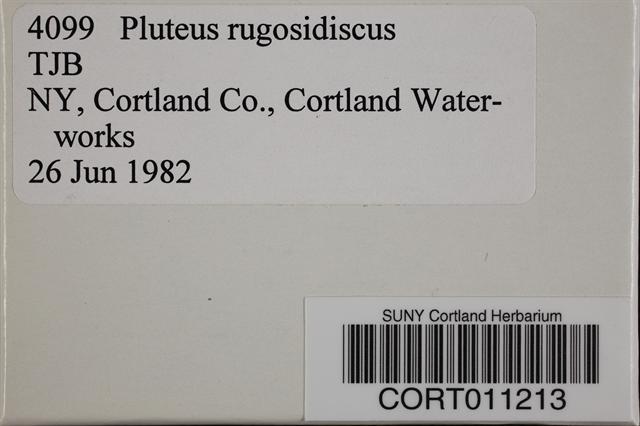 4099 Pluteus rugosidiscus
TJB
NY, Cortland Co., Cortland Water-
works
26 Jun 1982
SUNY Cortland Herbarium
CORT011213